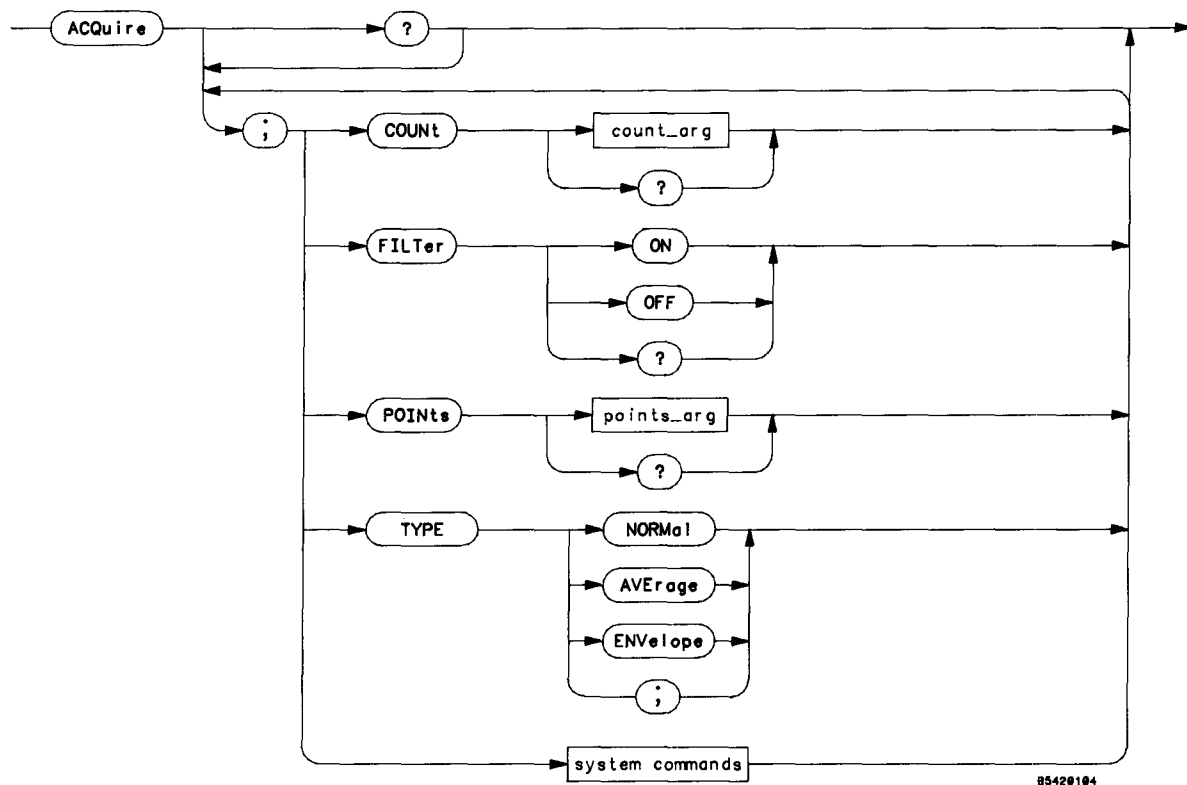 ACQuire
?
;
COUNt
count_arg
?
FILTer
ON
OFF
?
POINts
points_arg
?
TYPE
NORMal
AVErage
ENVelope
;
system commands
85420104